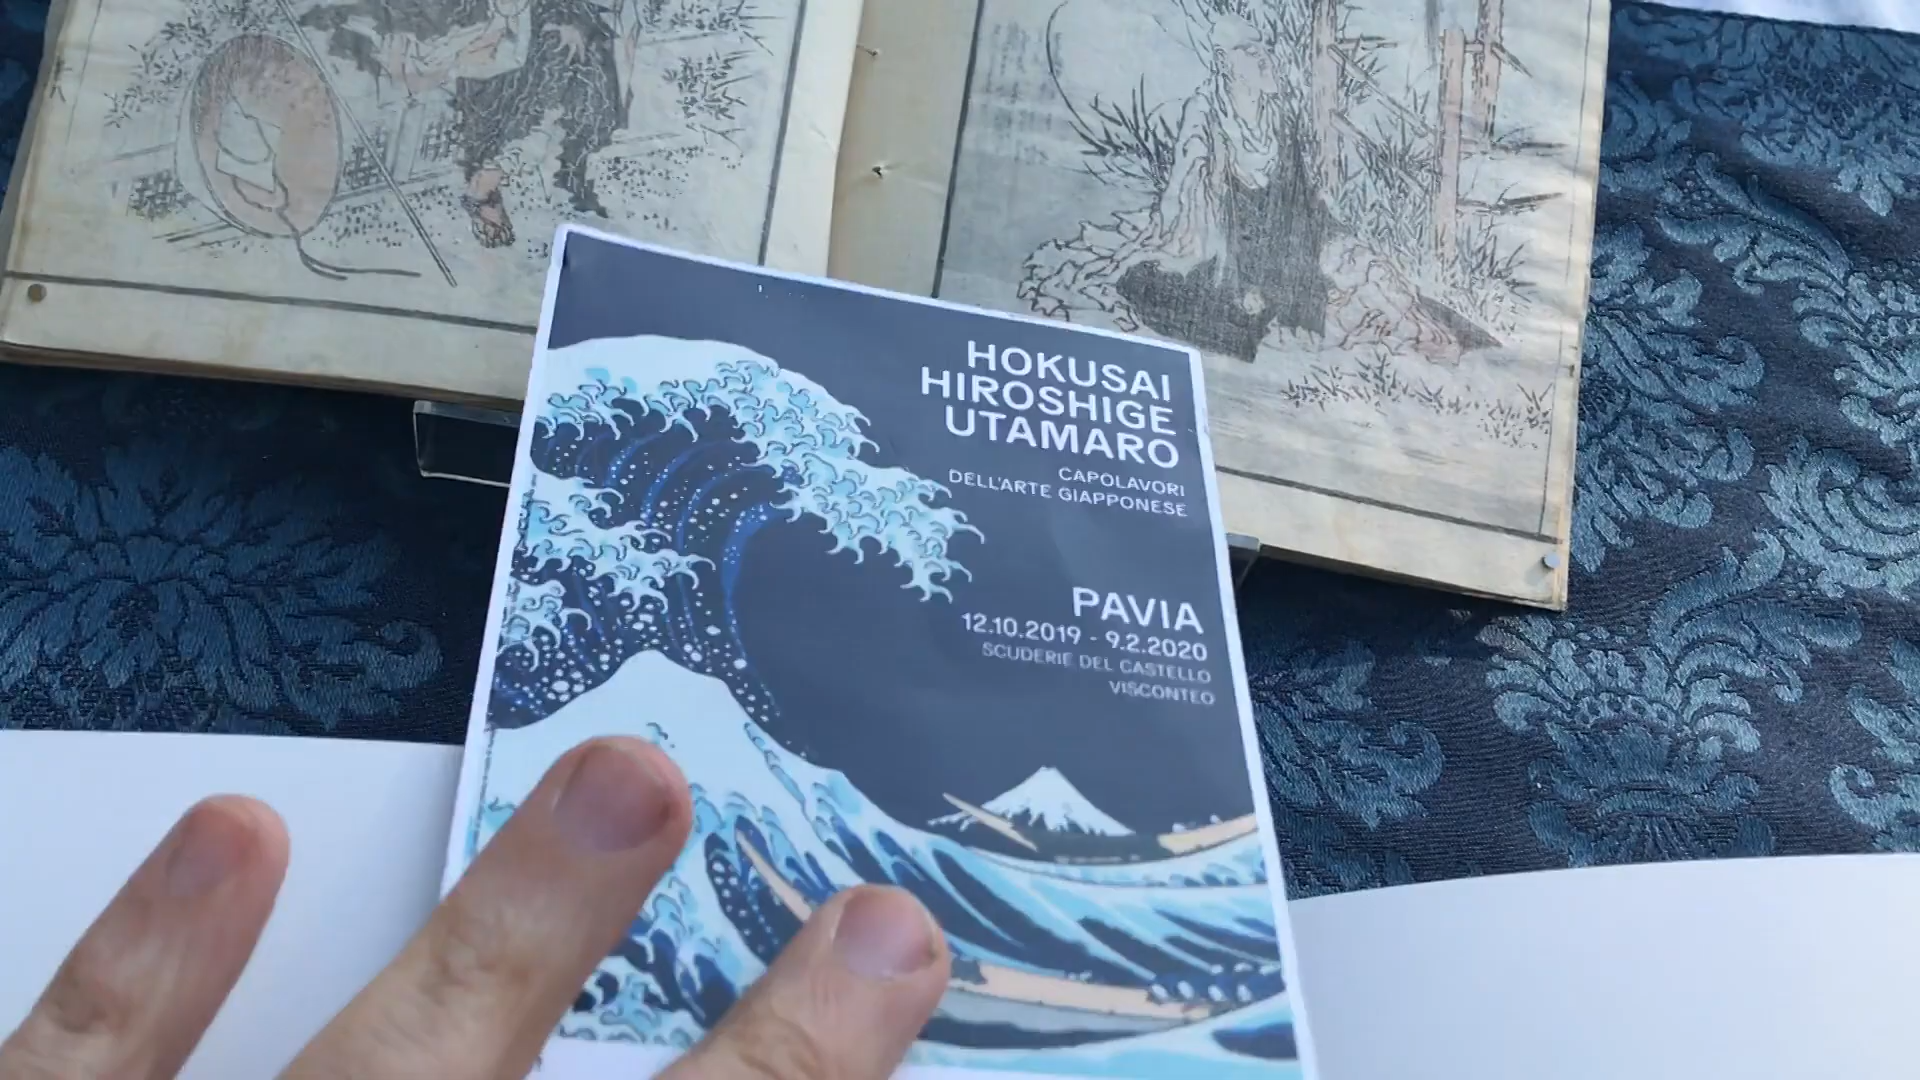 HOKUSAI
HIROSHIGE
UTAMARO
CAPOLAVORI
DELL'ARTE GIAPPONESE
PAVIA
12.10.2019 - 9.2.2020
SCUDERIE DEL CASTELLO
VISCONTEO